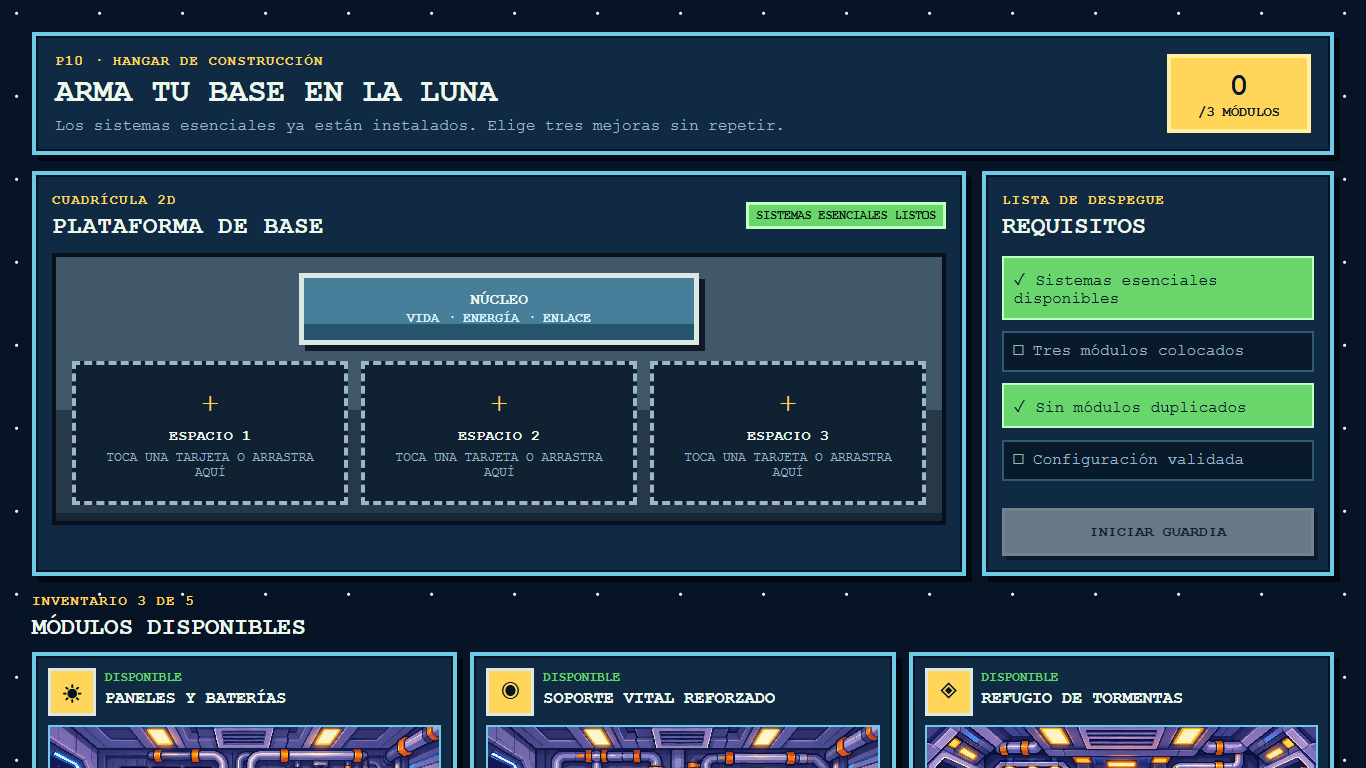 P10 · HANGAR DE CONSTRUCCIÓN
ARMA TU BASE EN LA LUNA
Los sistemas esenciales ya están instalados. Elige tres mejoras sin repetir.
0
/3 MÓDULOS
CUADRÍCULA 2D
PLATAFORMA DE BASE
SISTEMAS ESENCIALES LISTOS
NÚCLEO
VIDA · ENERGÍA · ENLACE
+
ESPACIO 1
TOCA UNA TARJETA O ARRASTRA
AQUÍ
+
ESPACIO 2
TOCA UNA TARJETA O ARRASTRA
AQUÍ
+
ESPACIO 3
TOCA UNA TARJETA O ARRASTRA
AQUÍ
LISTA DE DESPEGUE
REQUISITOS
✓ Sistemas esenciales
disponibles
□ Tres módulos colocados
✓ Sin módulos duplicados
□ Configuración validada
INICIAR GUARDIA
INVENTARIO 3 DE 5
MÓDULOS DISPONIBLES
DISPONIBLE
PANELES Y BATERÍAS
DISPONIBLE
SOPORTE VITAL REFORZADO
DISPONIBLE
REFUGIO DE TORMENTAS